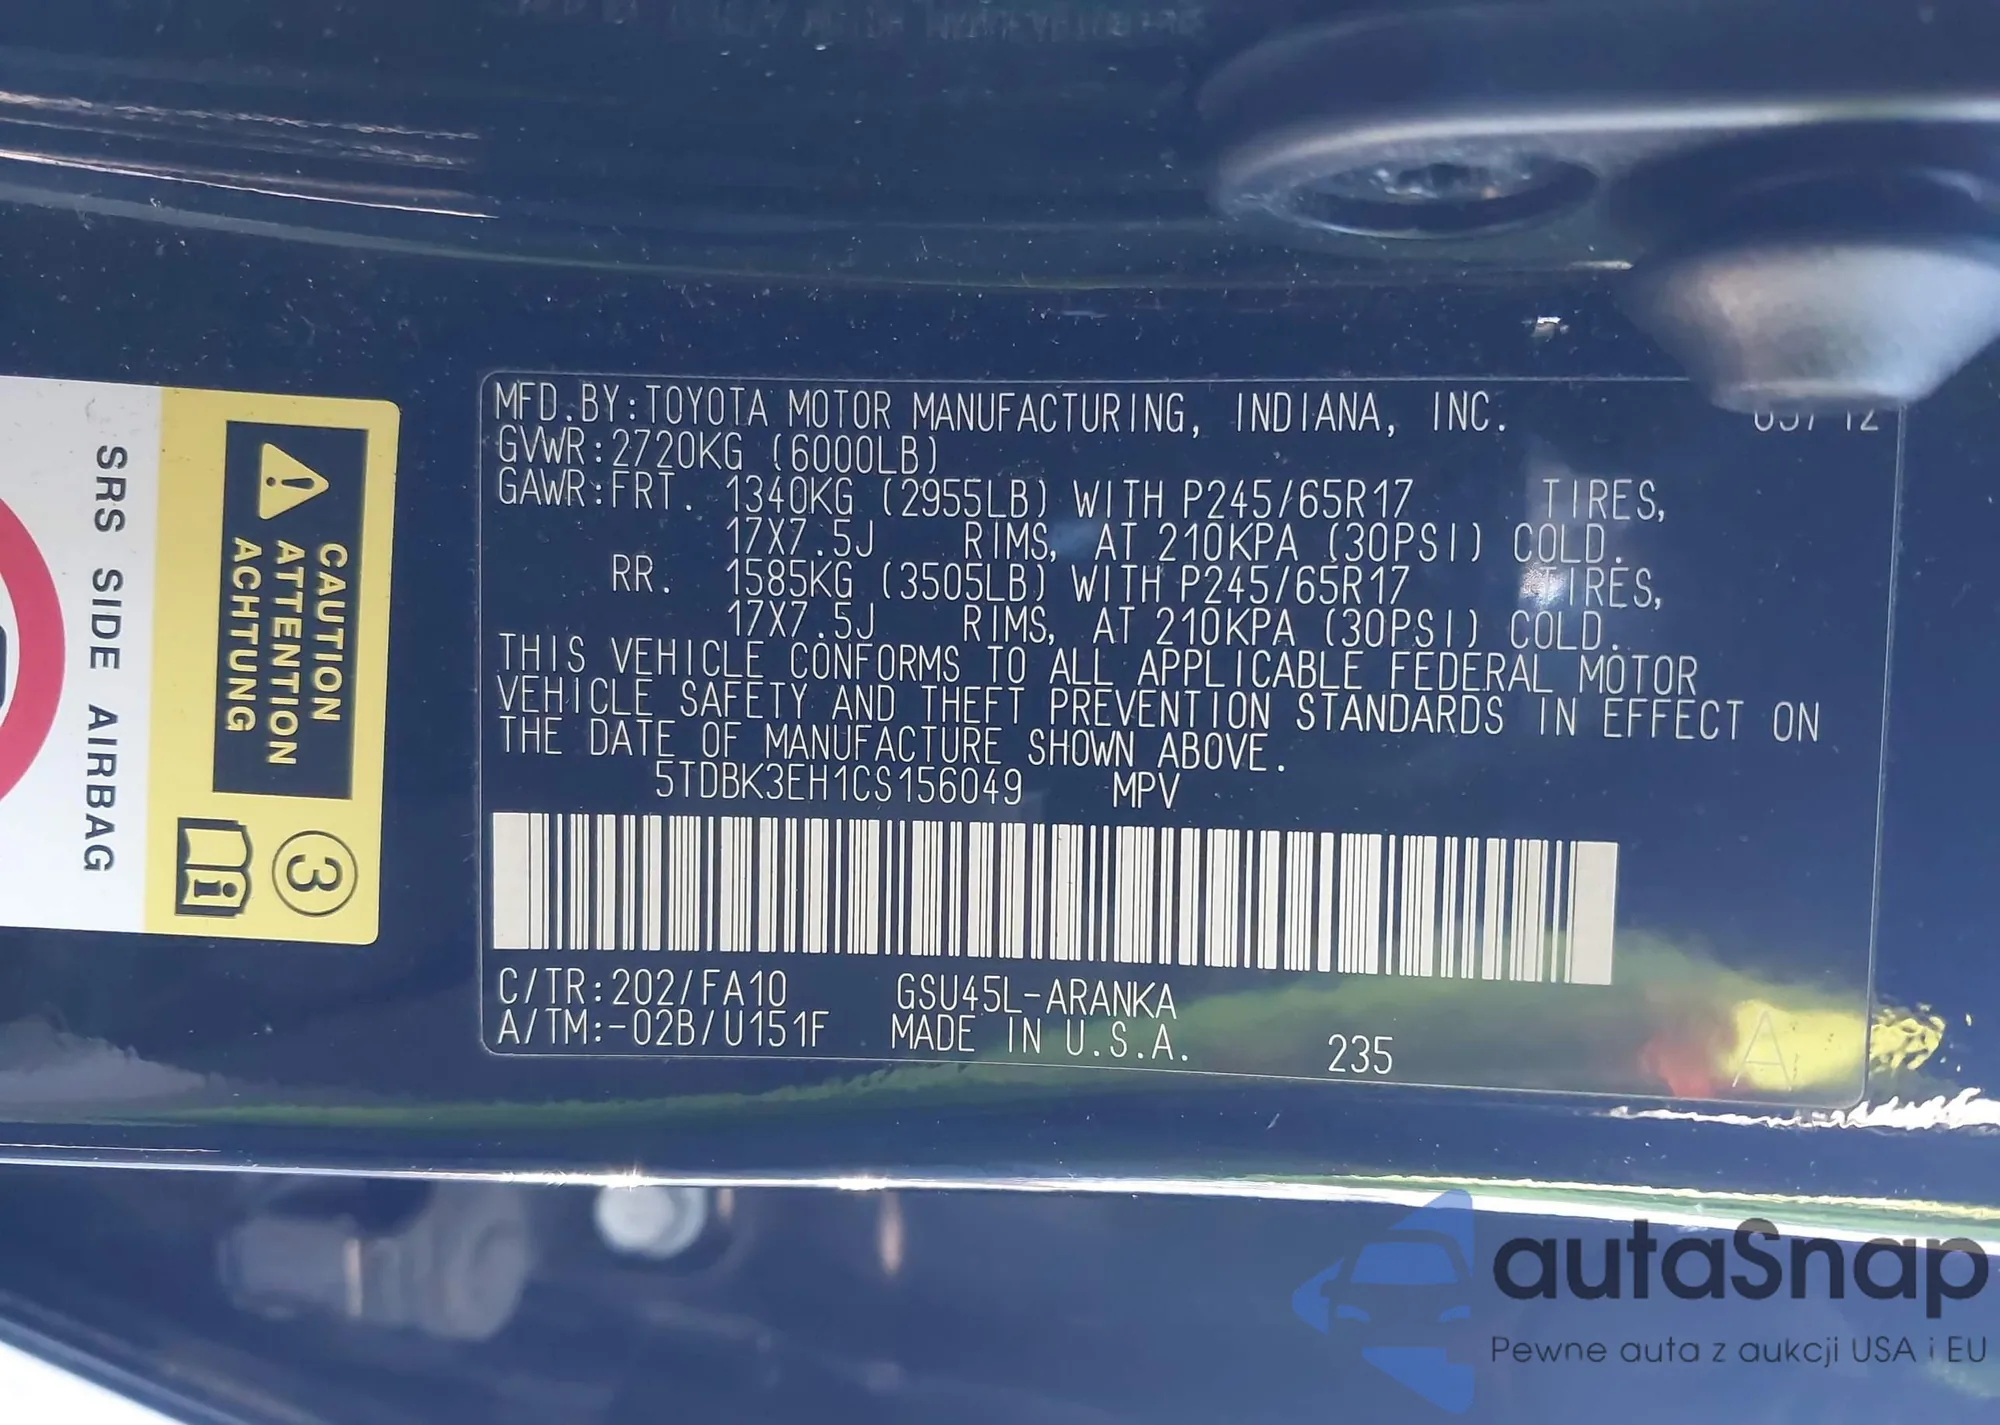 MFD.BY:TOYOTA MOTOR MANUFACTURING, INDIANA, INC.
GVWR:2720KG (6000LB)
GAWR:FRT. 1340KG (2955LB) WITH P245/65R17 TIRES,
17X7.5J RIMS, AT 210KPA (30PSI) COLD.
RR. 1585KG (3505LB) WITH P245/65R17 TIRES,
17X7.5J RIMS, AT 210KPA (30PSI) COLD.
THIS VEHICLE CONFORMS TO ALL APPLICABLE FEDERAL MOTOR
VEHICLE SAFETY AND THEFT PREVENTION STANDARDS IN EFFECT ON
THE DATE OF MANUFACTURE SHOWN ABOVE.
5TDBK3EH1CS156049 MPV
C/TR:202/FA10 GSU45L-ARANKA
A/TM:-02B/U151F MADE IN U.S.A. 235
A
CAUTION
ATTENTION
ACHTUNG
3
SRS SIDE AIRBAG
autaSnap
Pewne auta z aukcji USA i EU